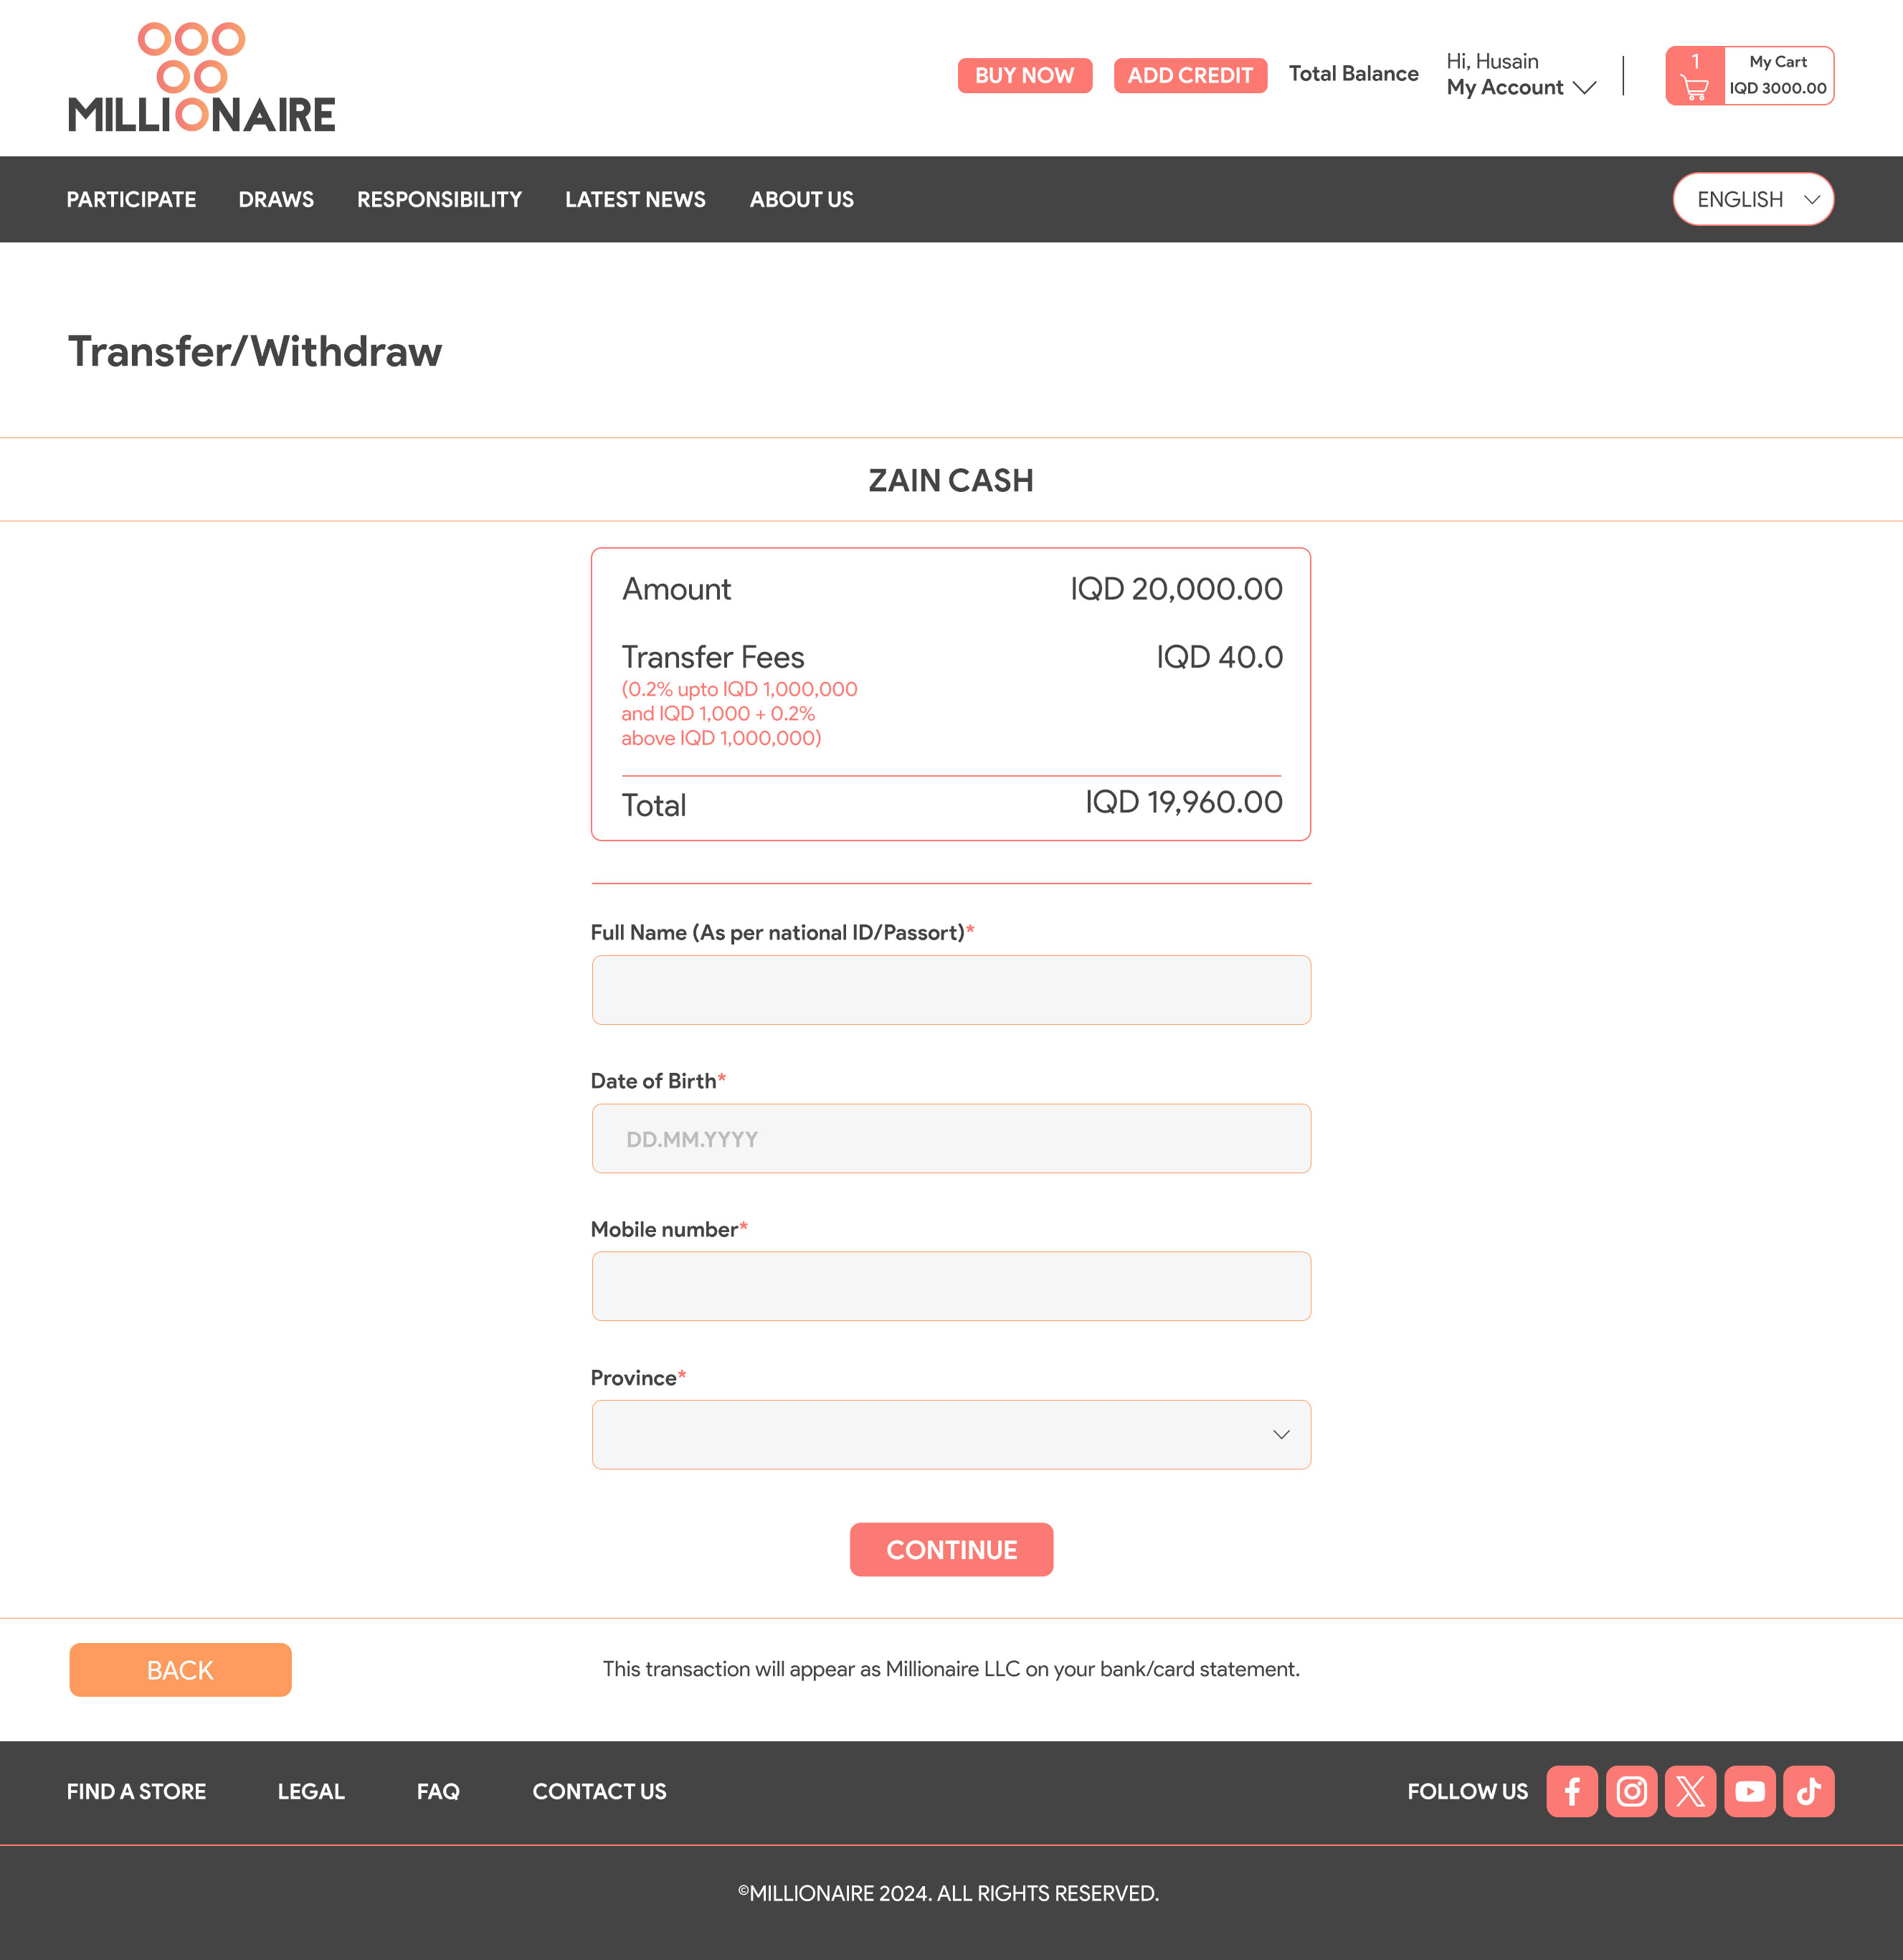 MILLIONAIRE
BUY NOW
ADD CREDIT
Total Balance
Hi, Husain
My Account
1
My Cart
IQD 3000.00
PARTICIPATE DRAWS RESPONSIBILITY LATEST NEWS ABOUT US
ENGLISH
Transfer/Withdraw
ZAIN CASH
Amount IQD 20,000.00
Transfer Fees IQD 40.0
(0.2% upto IQD 1,000,000
and IQD 1,000 + 0.2%
above IQD 1,000,000)
Total IQD 19,960.00
Full Name (As per national ID/Passort)*
Date of Birth*
DD.MM.YYYY
Mobile number*
Province*
CONTINUE
BACK
This transaction will appear as Millionaire LLC on your bank/card statement.
FIND A STORE LEGAL FAQ CONTACT US
FOLLOW US
©MILLIONAIRE 2024. ALL RIGHTS RESERVED.